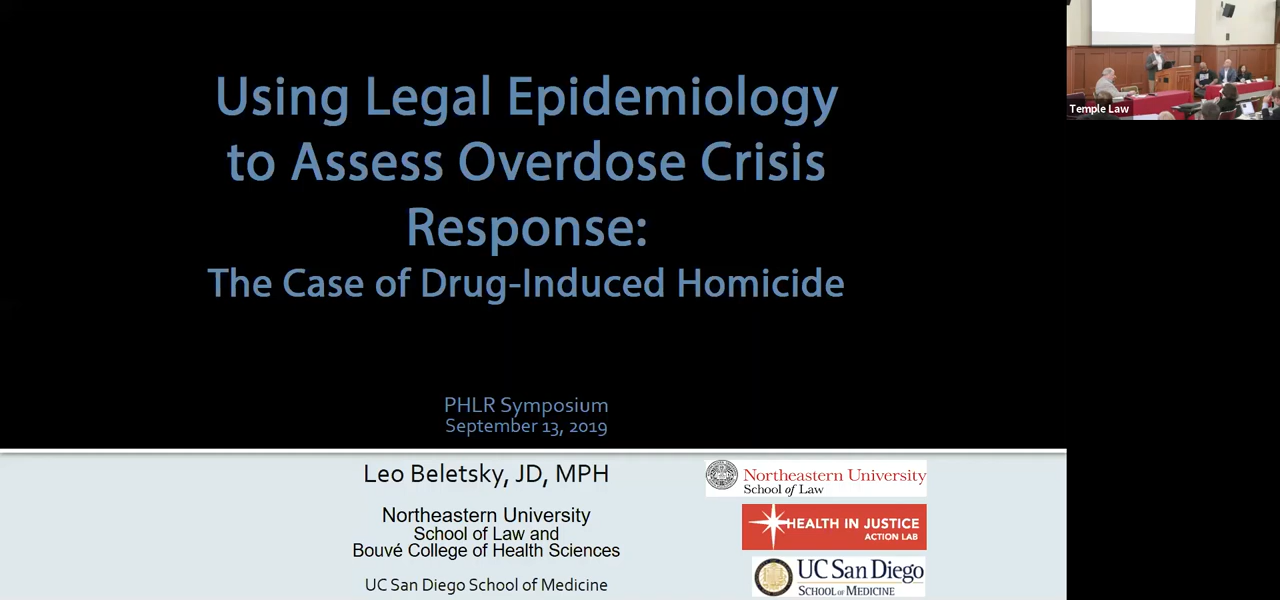 Using Legal Epidemiology
to Assess Overdose Crisis
Response:
The Case of Drug-Induced Homicide
PHLR Symposium
September 13, 2019
Leo Beletsky, JD, MPH
Northeastern University
School of Law and
Bouvé College of Health Sciences
UC San Diego School of Medicine
Northeastern University
School of Law
HEALTH IN JUSTICE
ACTION LAB
UC San Diego
SCHOOL OF MEDICINE
Temple Law